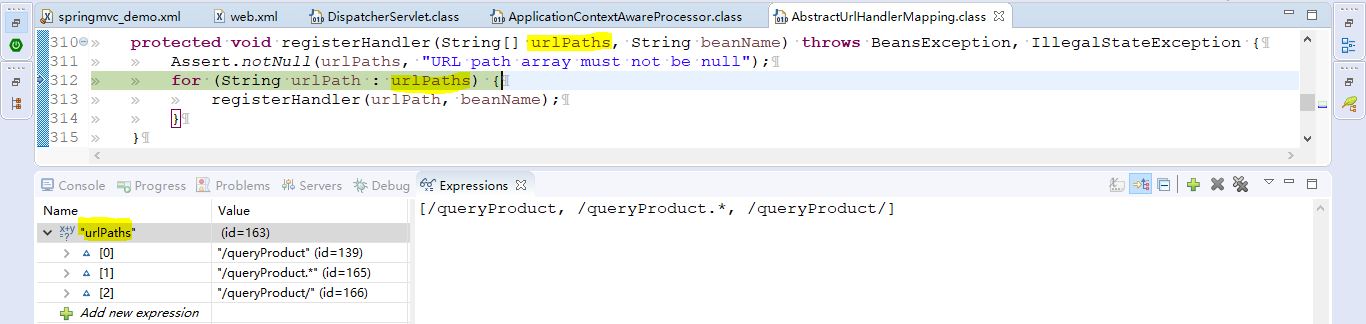 springmvc_demo.xml web.xml DispatcherServlet.class ApplicationContextAwareProcessor.class AbstractUrlHandlerMapping.class
310 protected void registerHandler(String[] urlPaths, String beanName) throws BeansException, IllegalStateException {
311 Assert.notNull(urlPaths, "URL path array must not be null");
312 for (String urlPath : urlPaths) {
313 registerHandler(urlPath, beanName);
314 }
315 }
Console Progress Problems Servers Debug Expressions
Name Value
"urlPaths" (id=163)
[0] "/queryProduct" (id=139)
[1] "/queryProduct.*" (id=165)
[2] "/queryProduct/" (id=166)
Add new expression
[/queryProduct, /queryProduct.*, /queryProduct/]